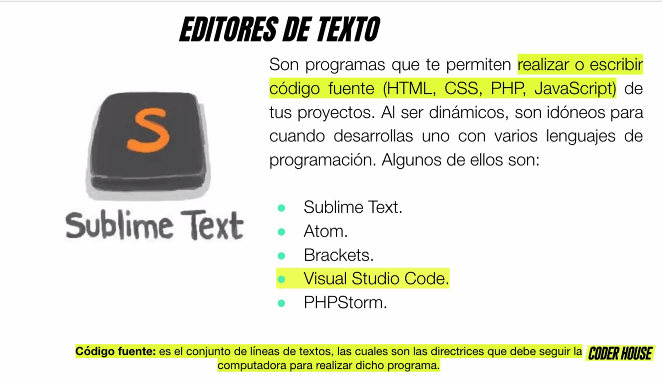 EDITORES DE TEXTO
Son programas que te permiten realizar o escribir
código fuente (HTML, CSS, PHP, JavaScript) de
tus proyectos. Al ser dinámicos, son idóneos para
cuando desarrollas uno con varios lenguajes de
programación. Algunos de ellos son:
S
Sublime Text
● Sublime Text.
● Atom.
● Brackets.
● Visual Studio Code.
● PHPStorm.
Código fuente: es el conjunto de líneas de textos, las cuales son las directrices que debe seguir la
computadora para realizar dicho programa.
CODER HOUSE